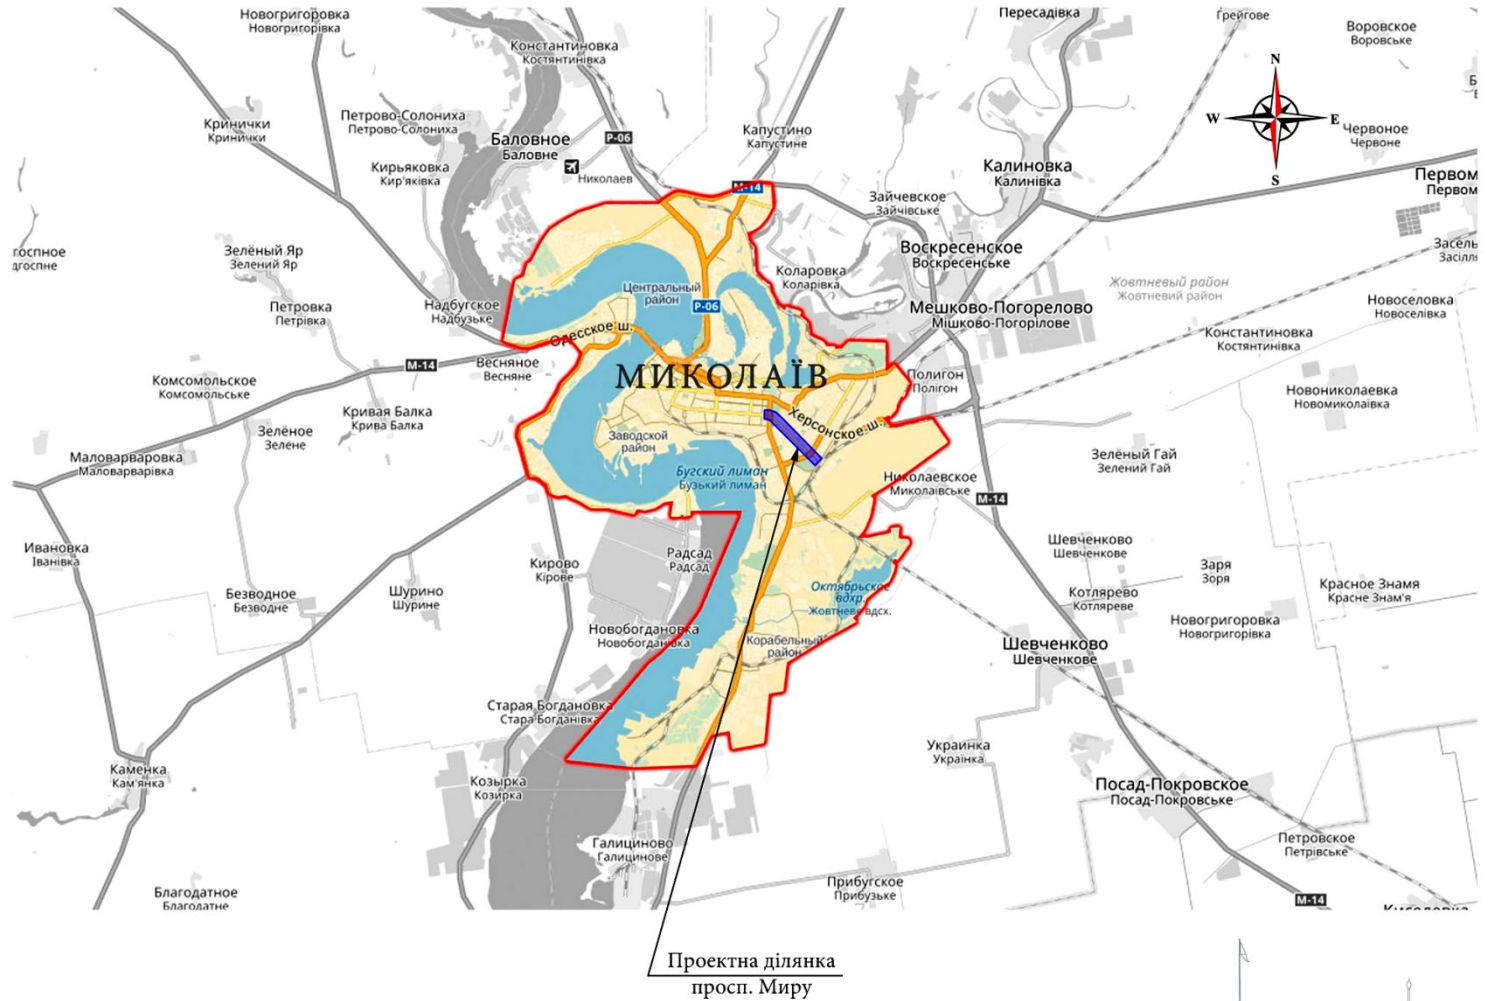 Новогригоровка
Новогригорівка
Константиновка
Костянтинівка
Пересадівка
Грейгове
Воровское
Воровське
N
W
E
S
Кринички
Кринички
Петрово-Солониха
Петрово-Солониха
Р-06
Баловное
Баловне
Капустино
Капустине
Червоное
Червоне
Кирьяковка
Кир'яківка
Николаев
М-14
Калиновка
Калинівка
Первом
Первом
Зайчевское
Зайчівське
госпное
дгоспне
Зелёный Яр
Зелений Яр
Воскресенское
Воскресенське
Засель
Засілля
Коларовка
Коларівка
Центральный
район
Жовтневый район
Жовтневий район
Петровка
Петрівка
Надбугское
Надбузьке
Р-06
Мешково-Погорелово
Мішково-Погорілове
Новоселовка
Новоселівка
Одесское ш.
Константиновка
Костянтинівка
М-14
Весняное
Весняне
МИКОЛАЇВ
Полигон
Полігон
Комсомольское
Комсомольське
Новониколаевка
Новомиколаївка
Кривая Балка
Крива Балка
Херсонское ш.
Зелёное
Зелене
Заводской
район
Маловарваровка
Маловарварівка
Зелёный Гай
Зелений Гай
Бугский лиман
Бузький лиман
Николаевское
Миколаївське
М-14
Ивановка
Іванівка
Радсад
Радсад
Шевченково
Шевченкове
Кирово
Кірове
Заря
Зоря
Безводное
Безводне
Шурино
Шурине
Октябрьское
вдхр.
Жовтневе вдсх.
Котлярево
Котляреве
Красное Знамя
Красне Знам'я
Новогригоровка
Новогригорівка
Новобогдановка
Новобогданівка
Корабельный
район
Шевченково
Шевченкове
Старая Богдановка
Стара Богданівка
Украинка
Українка
Каменка
Кам'янка
Козырка
Козирка
Посад-Покровское
Посад-Покровське
Галициново
Галицинове
Петровское
Петрівське
Благодатное
Благодатне
Прибугское
Прибузьке
М-14
Проектна ділянка
просп. Миру